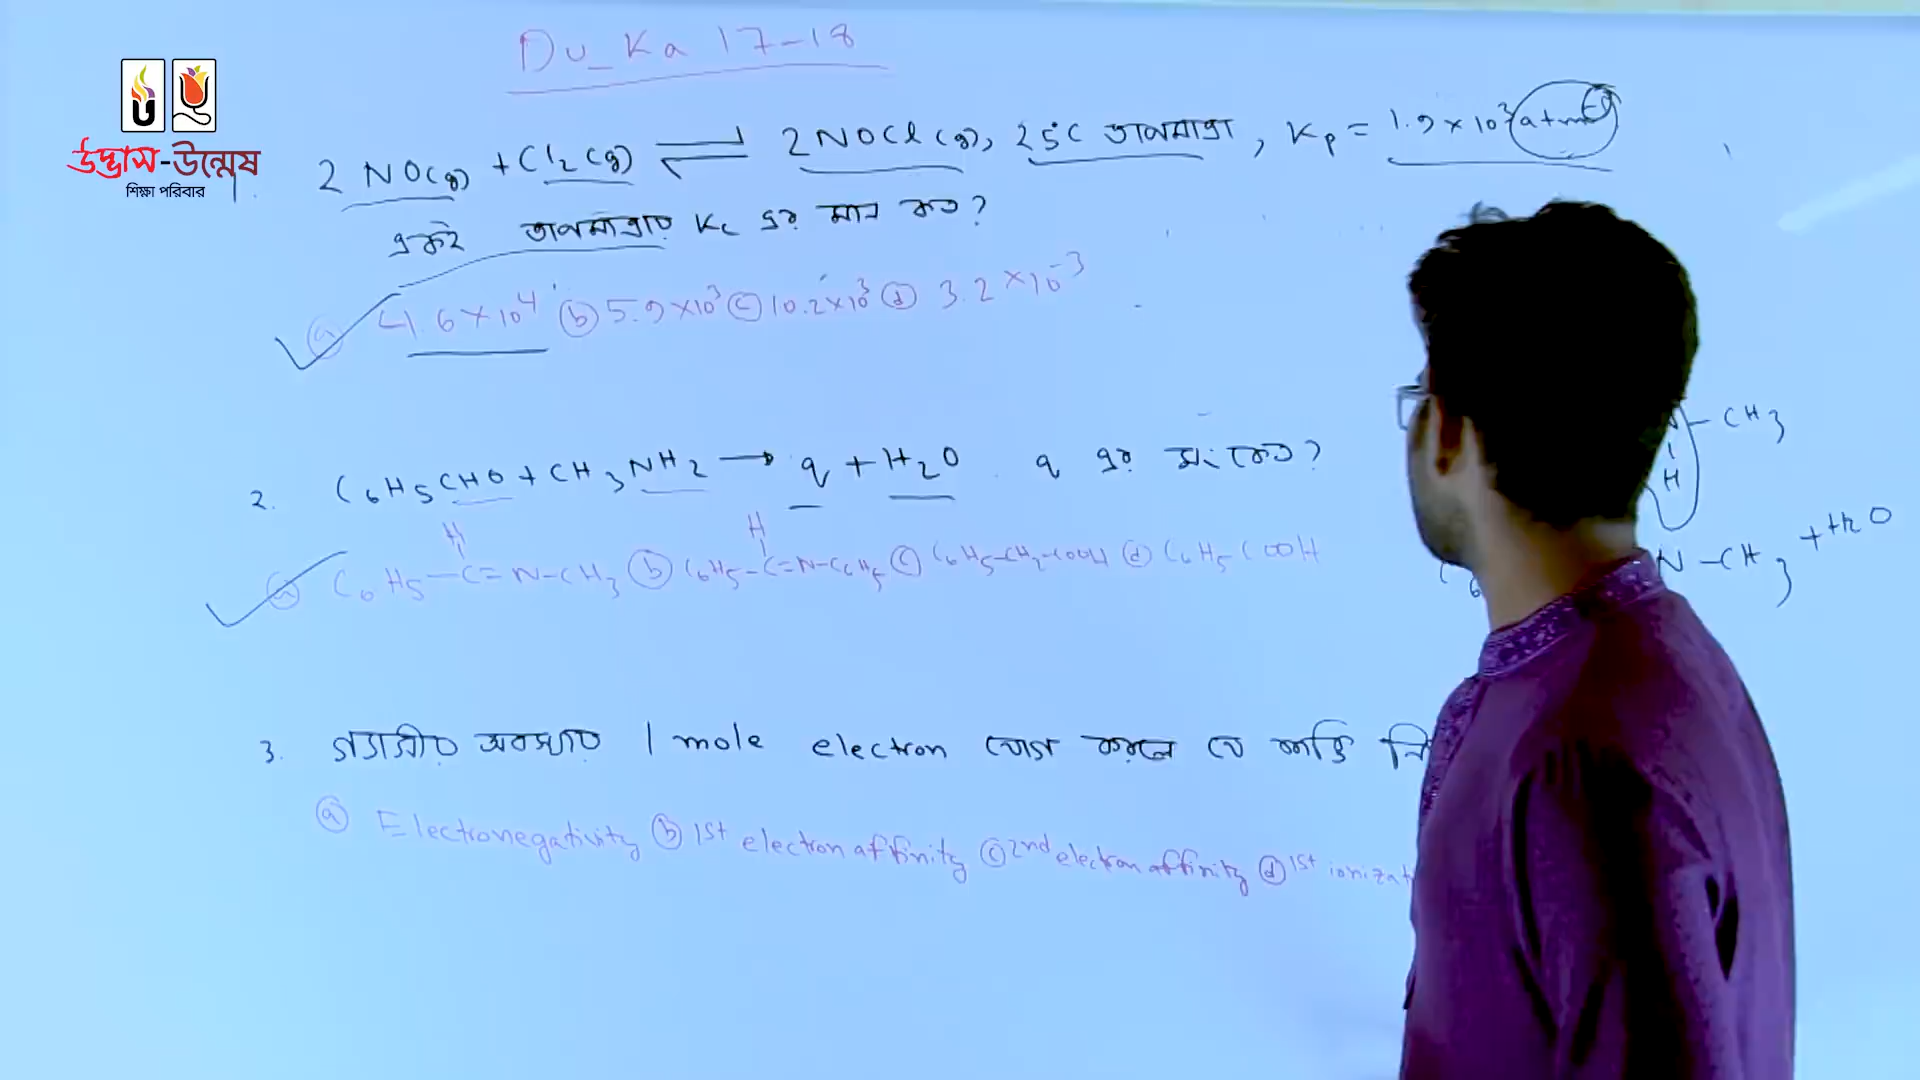 Du_Ka 17-18
উদ্ভাস-উন্মেষ
শিক্ষা পরিবার
1. 2 NO(g) + Cl₂(g) ⇌ 2NOCl(g), 25°C তাপমাত্রা, Kp = 1.9 × 10³ atm⁻¹
একই তাপমাত্রায় Kc এর মান কত?
(a) 4.6 × 10⁴ (b) 5.9 × 10³ (c) 10.2 × 10³ (d) 3.2 × 10⁻³
2. C₆H₅CHO + CH₃NH₂ → q + H₂O q এর সংকেত?
H H
(a) C₆H₅–C=N–CH₃ (b) C₆H₅–C=N–C₆H₅ (c) C₆H₅–CH₂–COOH (d) C₆H₅COOH
– CH₃
H
N – CH₃ + H₂O
3. গ্যাসীয় অবস্থায় 1 mole electron যোগ করলে যে শক্তি
(a) Electronegativity (b) 1st electron affinity (c) 2nd electron affinity (d) 1st ionizat